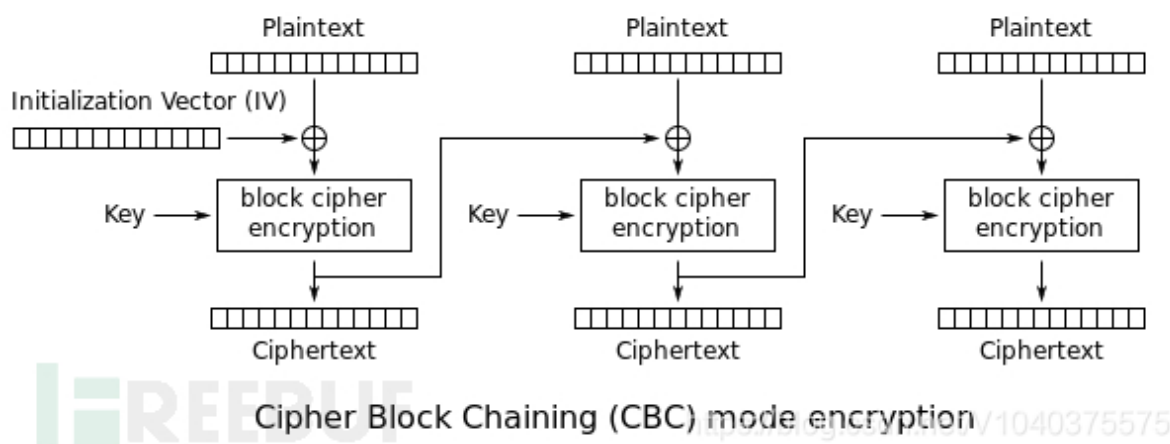 Plaintext Plaintext Plaintext
Initialization Vector (IV)
Key block cipher encryption Key block cipher encryption Key block cipher encryption
Ciphertext Ciphertext Ciphertext
FREEBUF
Cipher Block Chaining (CBC) mode encryption
V1040375575